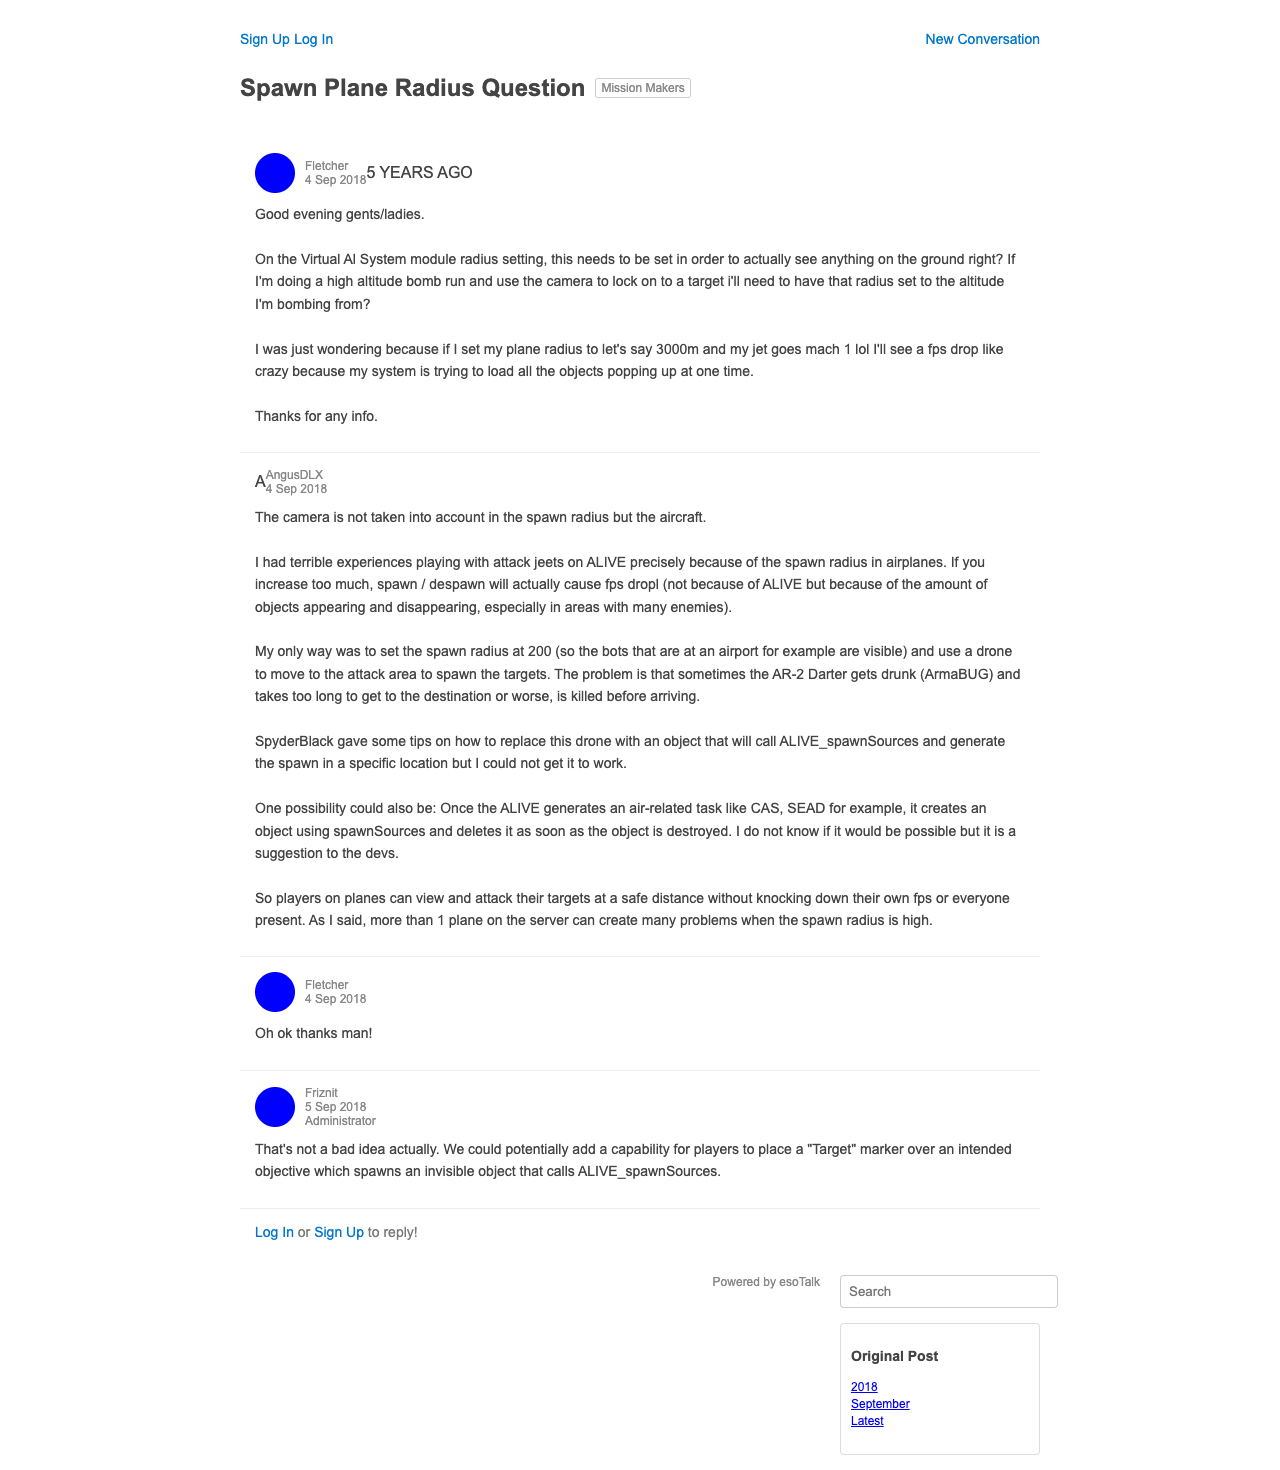 Sign Up Log In
New Conversation
Spawn Plane Radius Question
Mission Makers
Fletcher
4 Sep 2018
5 YEARS AGO
Good evening gents/ladies.
On the Virtual AI System module radius setting, this needs to be set in order to actually see anything on the ground right? If
I'm doing a high altitude bomb run and use the camera to lock on to a target i'll need to have that radius set to the altitude
I'm bombing from?
I was just wondering because if I set my plane radius to let's say 3000m and my jet goes mach 1 lol I'll see a fps drop like
crazy because my system is trying to load all the objects popping up at one time.
Thanks for any info.
A
AngusDLX
4 Sep 2018
The camera is not taken into account in the spawn radius but the aircraft.
I had terrible experiences playing with attack jeets on ALIVE precisely because of the spawn radius in airplanes. If you
increase too much, spawn / despawn will actually cause fps dropl (not because of ALIVE but because of the amount of
objects appearing and disappearing, especially in areas with many enemies).
My only way was to set the spawn radius at 200 (so the bots that are at an airport for example are visible) and use a drone
to move to the attack area to spawn the targets. The problem is that sometimes the AR-2 Darter gets drunk (ArmaBUG) and
takes too long to get to the destination or worse, is killed before arriving.
SpyderBlack gave some tips on how to replace this drone with an object that will call ALIVE_spawnSources and generate
the spawn in a specific location but I could not get it to work.
One possibility could also be: Once the ALIVE generates an air-related task like CAS, SEAD for example, it creates an
object using spawnSources and deletes it as soon as the object is destroyed. I do not know if it would be possible but it is a
suggestion to the devs.
So players on planes can view and attack their targets at a safe distance without knocking down their own fps or everyone
present. As I said, more than 1 plane on the server can create many problems when the spawn radius is high.
Fletcher
4 Sep 2018
Oh ok thanks man!
Friznit
5 Sep 2018
Administrator
That's not a bad idea actually. We could potentially add a capability for players to place a "Target" marker over an intended
objective which spawns an invisible object that calls ALIVE_spawnSources.
Log In or Sign Up to reply!
Powered by esoTalk
Search
Original Post
2018
September
Latest